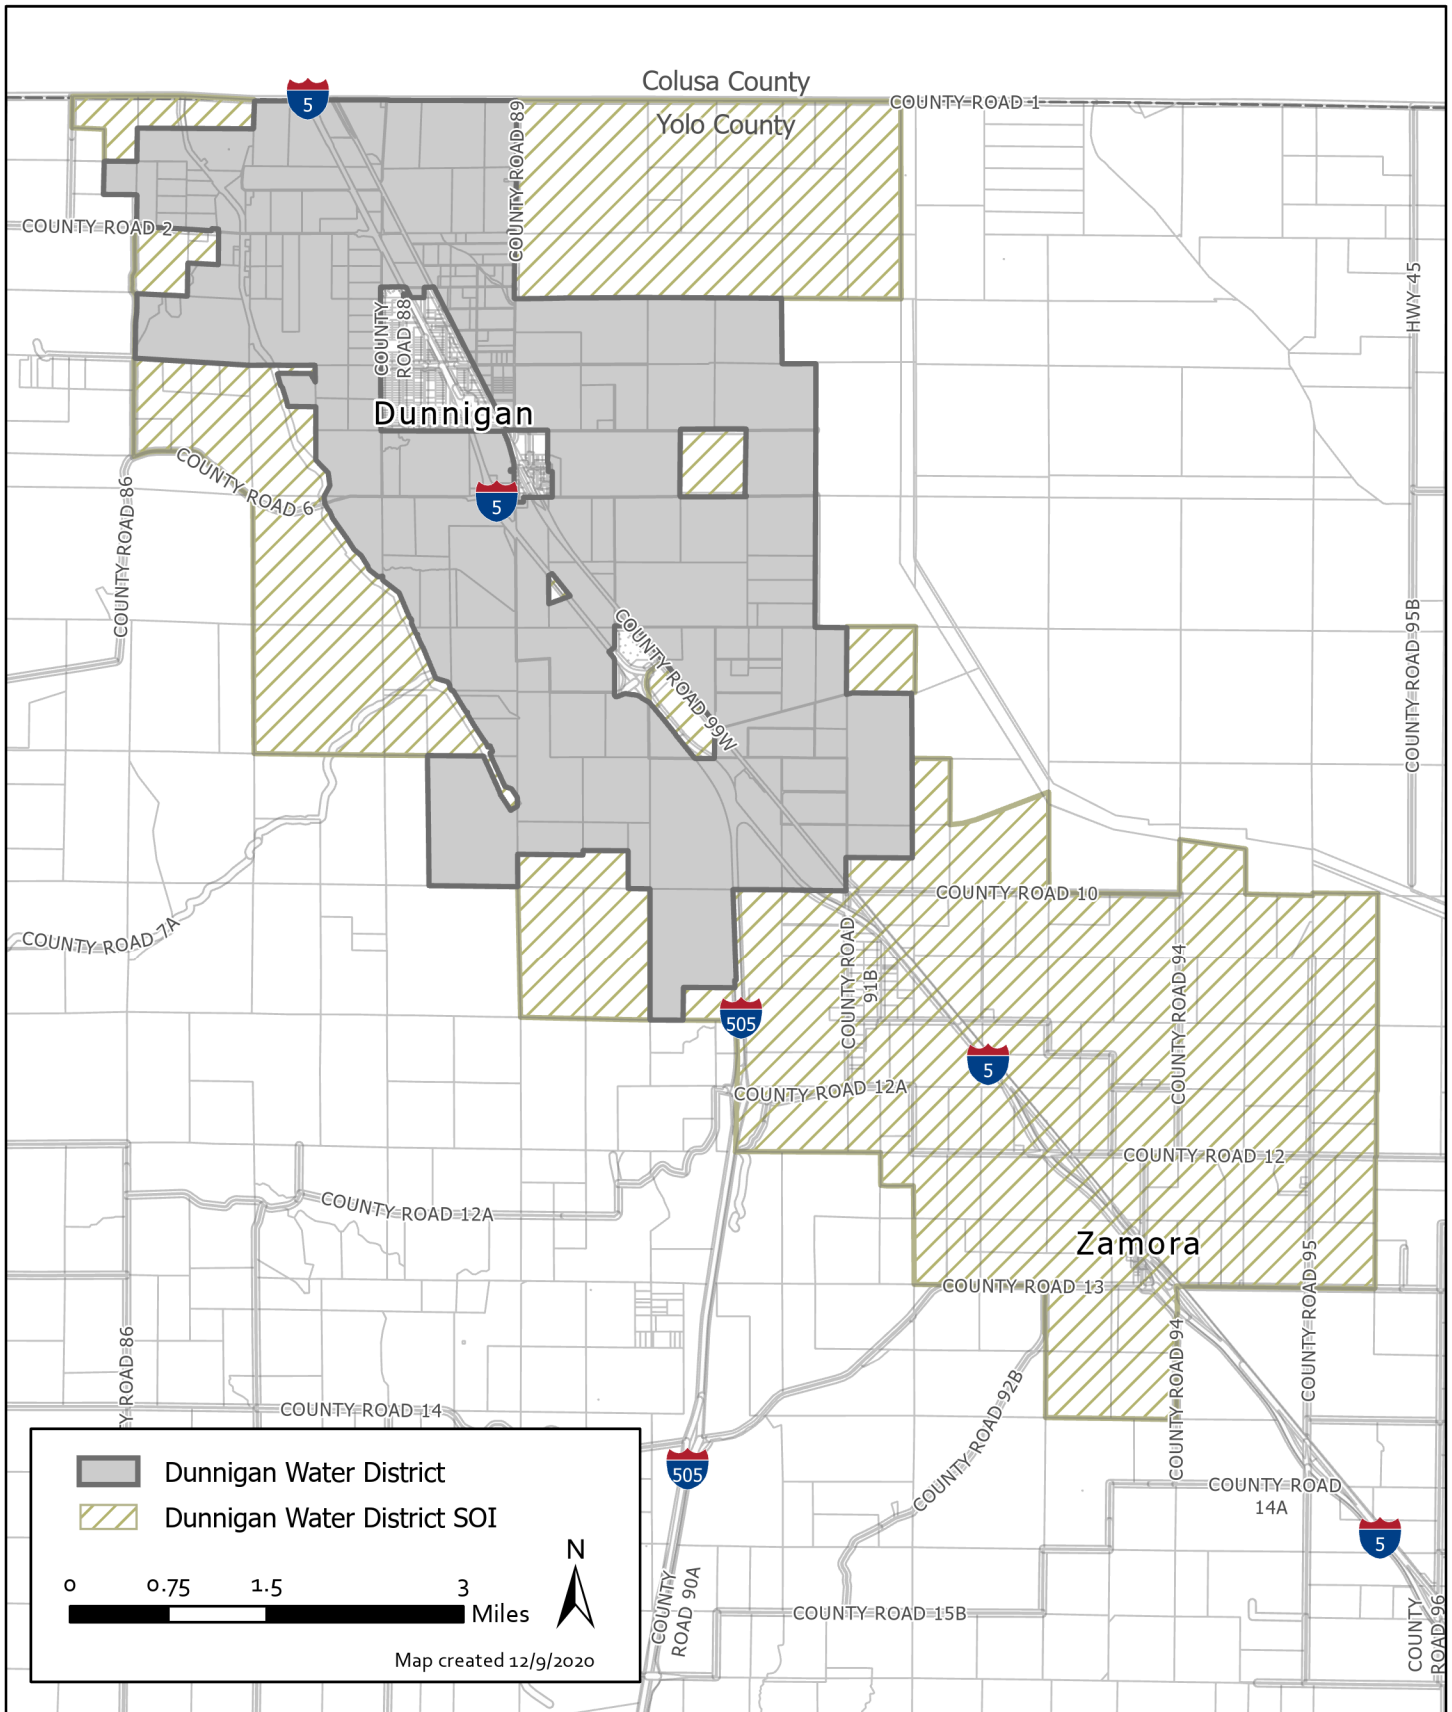 Colusa County
5
COUNTY ROAD 1
Yolo County
COUNTY ROAD 89
COUNTY ROAD 2
HWY 45
COUNTY
ROAD 88
Dunnigan
COUNTY ROAD 6
COUNTY ROAD 86
5
COUNTY ROAD 99W
COUNTY ROAD 95B
COUNTY ROAD 10
COUNTY ROAD 7A
COUNTY ROAD
91B
COUNTY ROAD 94
505
5
COUNTY ROAD 12A
COUNTY ROAD 12
COUNTY ROAD 12A
Zamora
COUNTY ROAD 13
COUNTY ROAD 95
Y ROAD 86
COUNTY ROAD 94
COUNTY ROAD 92B
COUNTY ROAD 14
505
COUNTY ROAD
14A
5
Dunnigan Water District
Dunnigan Water District SOI
N
0 0.75 1.5 3
Miles
Map created 12/9/2020
COUNTY
ROAD 90A
COUNTY ROAD 15B
COUNTY
ROAD 96